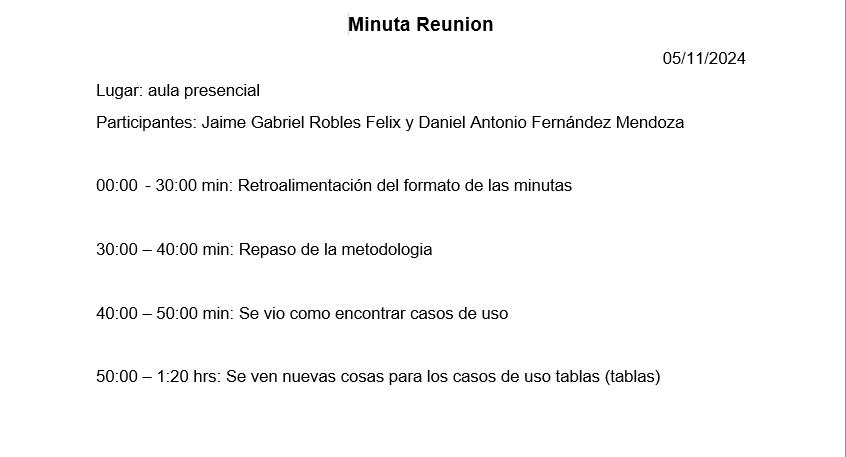 Minuta Reunion
05/11/2024
Lugar: aula presencial
Participantes: Jaime Gabriel Robles Felix y Daniel Antonio Fernández Mendoza
00:00 - 30:00 min: Retroalimentación del formato de las minutas
30:00 – 40:00 min: Repaso de la metodologia
40:00 – 50:00 min: Se vio como encontrar casos de uso
50:00 – 1:20 hrs: Se ven nuevas cosas para los casos de uso tablas (tablas)